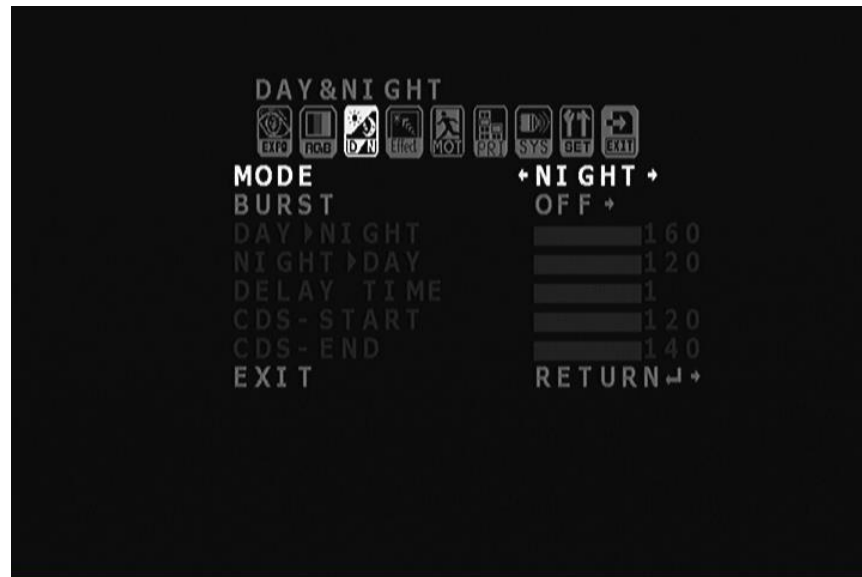 DAY&NIGHT
EXPO RGB D/N Effect MOT PRI SYS SET EXIT
MODE NIGHT
BURST OFF
DAY▶NIGHT 160
NIGHT▶DAY 120
DELAY TIME 1
CDS-START 120
CDS-END 140
EXIT RETURN↵